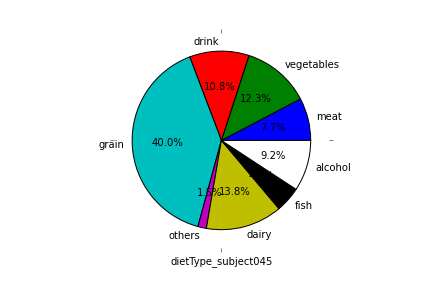 drink
vegetables
10.8%
12.3%
meat
7.7%
grain
40.0%
9.2%
alcohol
1.5%
13.8%
fish
others
dairy
dietType_subject045